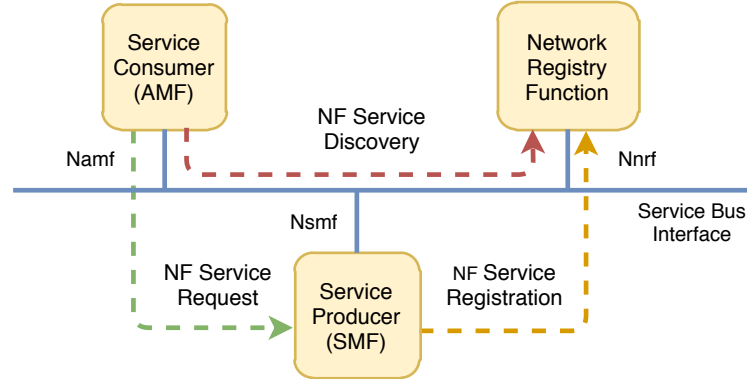 Service
Consumer
(AMF)
Network
Registry
Function
NF Service
Discovery
Namf
Nnrf
Service Bus
Interface
Nsmf
NF Service
Request
Service
Producer
(SMF)
NF Service
Registration